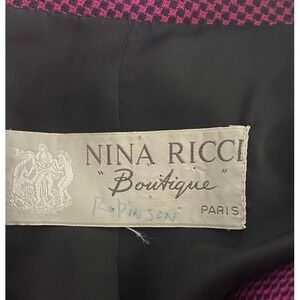 NINA RICCI
"Boutique"
ROBINSON
PARIS